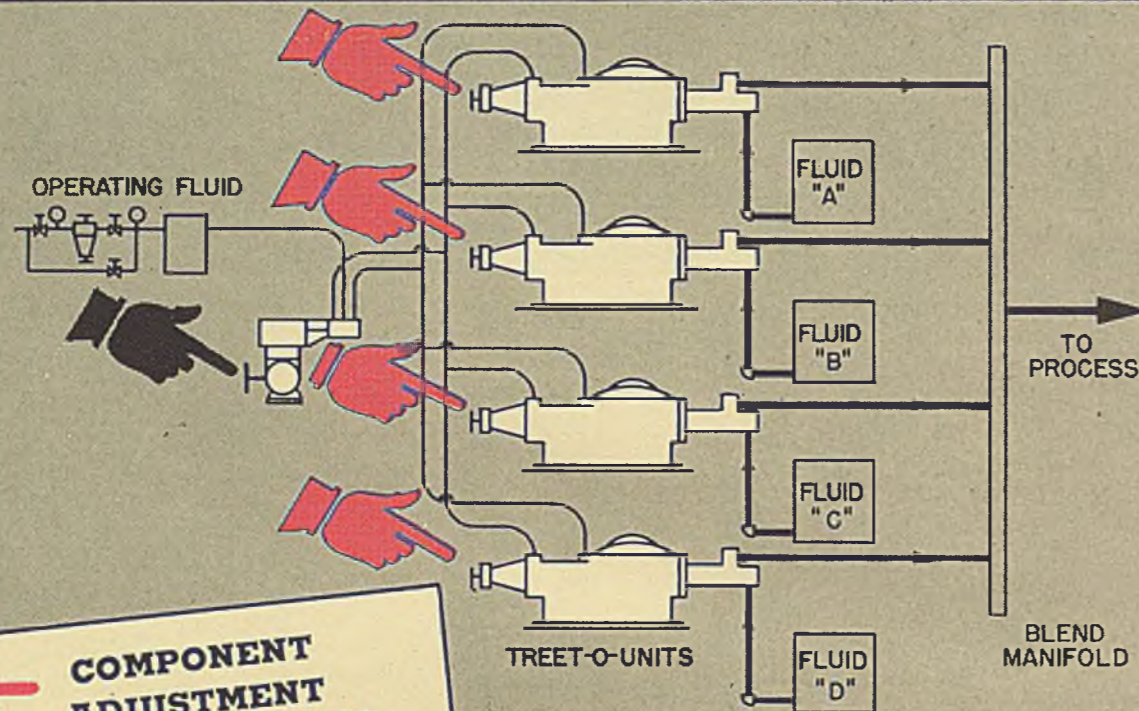 OPERATING FLUID
FLUID
"A"
FLUID
"B"
TO
PROCESS
FLUID
"C"
TREET-O-UNITS
BLEND
MANIFOLD
FLUID
"D"
COMPONENT
ADJUSTMENT